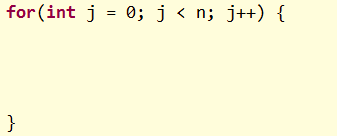 for(int j = 0; j < n; j++) {
}